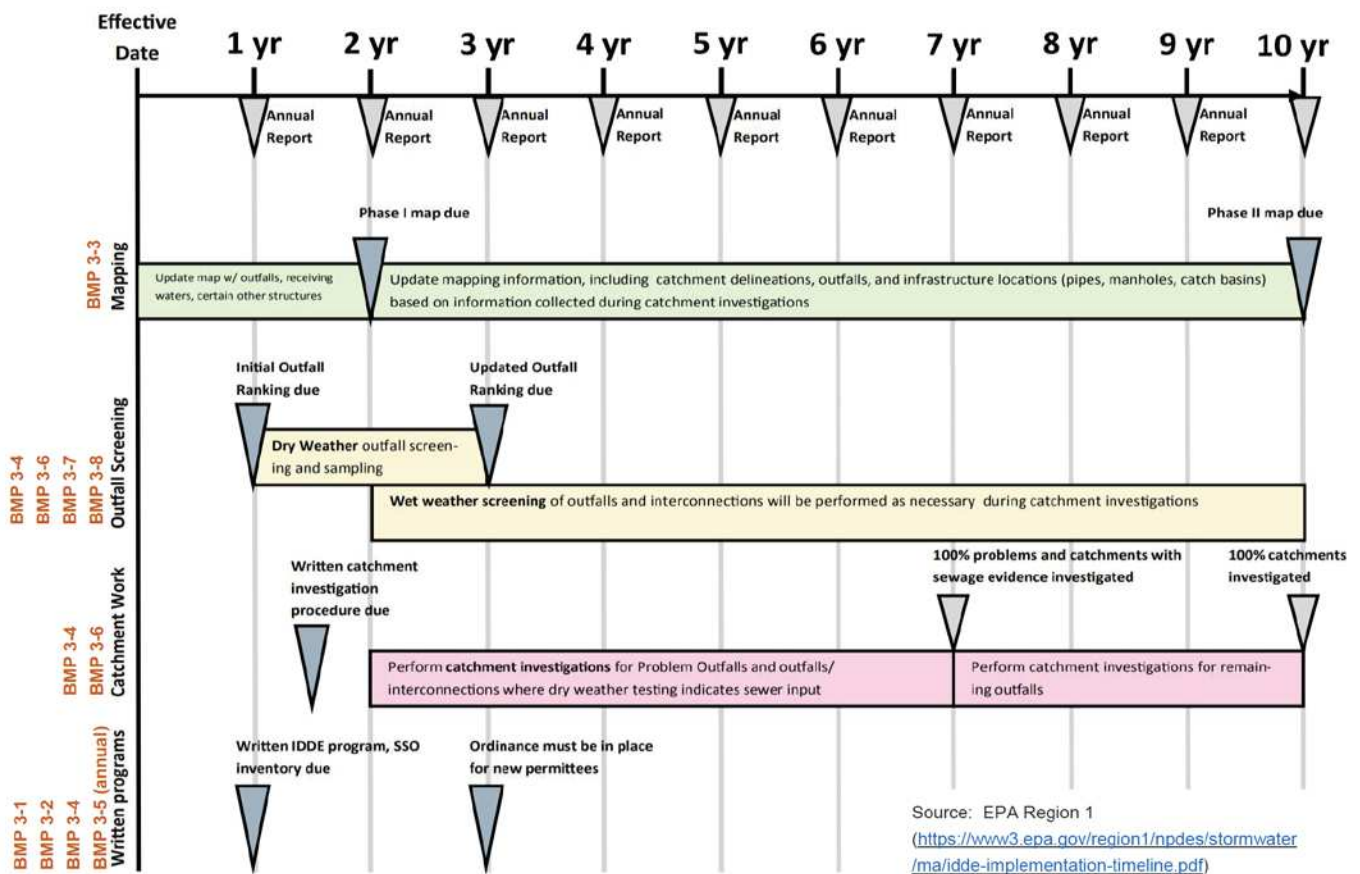 Effective
Date
1 yr
2 yr
3 yr
4 yr
5 yr
6 yr
7 yr
8 yr
9 yr
10 yr
Annual
Report
Annual
Report
Annual
Report
Annual
Report
Annual
Report
Annual
Report
Annual
Report
Annual
Report
Annual
Report
BMP 3-3
Mapping
Phase I map due
Phase II map due
Update map w/ outfalls, receiving
waters, certain other structures
Update mapping information, including catchment delineations, outfalls, and infrastructure locations (pipes, manholes, catch basins)
based on information collected during catchment investigations
BMP 3-4
BMP 3-6
BMP 3-7
BMP 3-8
Outfall Screening
Initial Outfall
Ranking due
Updated Outfall
Ranking due
Dry Weather outfall screen-
ing and sampling
Wet weather screening of outfalls and interconnections will be performed as necessary during catchment investigations
BMP 3-4
BMP 3-6
Catchment Work
Written catchment
investigation
procedure due
100% problems and catchments with
sewage evidence investigated
100% catchments
investigated
Perform catchment investigations for Problem Outfalls and outfalls/
interconnections where dry weather testing indicates sewer input
Perform catchment investigations for remain-
ing outfalls
BMP 3-1
BMP 3-2
BMP 3-4
BMP 3-5 (annual)
Written programs
Written IDDE program, SSO
inventory due
Ordinance must be in place
for new permittees
Source: EPA Region 1
(https://www3.epa.gov/region1/npdes/stormwater
/ma/idde-implementation-timeline.pdf)